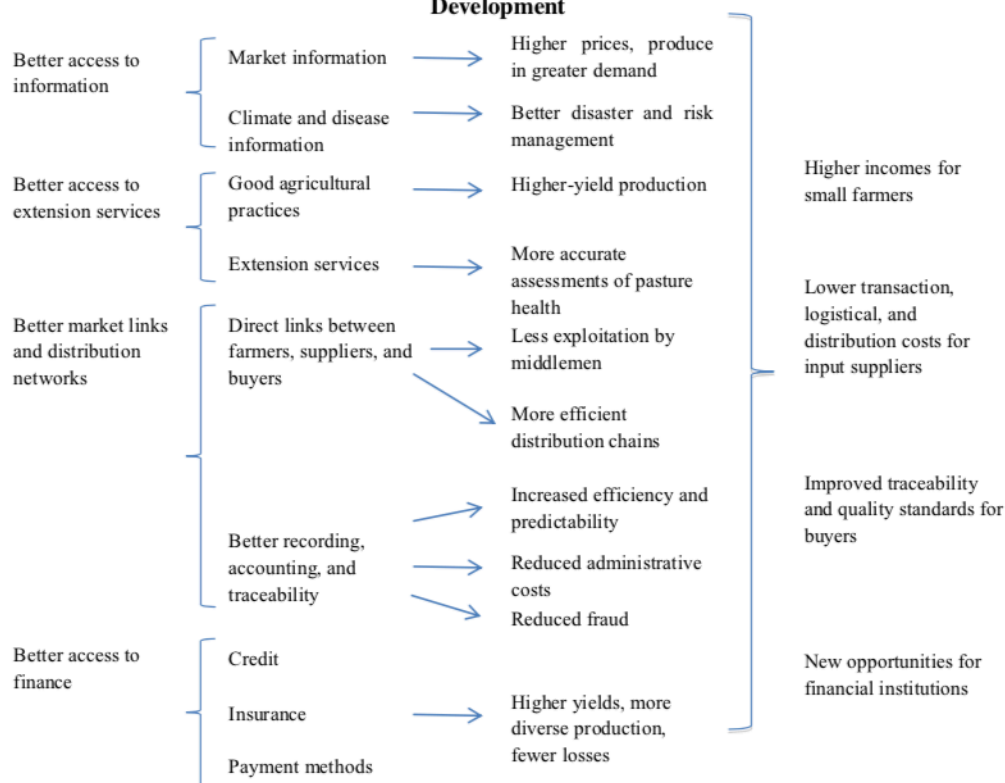 Development
Better access to
information
Market information
Higher prices, produce
in greater demand
Climate and disease
information
Better disaster and risk
management
Better access to
extension services
Good agricultural
practices
Higher-yield production
Extension services
More accurate
assessments of pasture
health
Better market links
and distribution
networks
Direct links between
farmers, suppliers, and
buyers
Less exploitation by
middlemen
More efficient
distribution chains
Better recording,
accounting, and
traceability
Increased efficiency and
predictability
Reduced administrative
costs
Reduced fraud
Better access to
finance
Credit
Insurance
Payment methods
Higher yields, more
diverse production,
fewer losses
Higher incomes for
small farmers
Lower transaction,
logistical, and
distribution costs for
input suppliers
Improved traceability
and quality standards for
buyers
New opportunities for
financial institutions